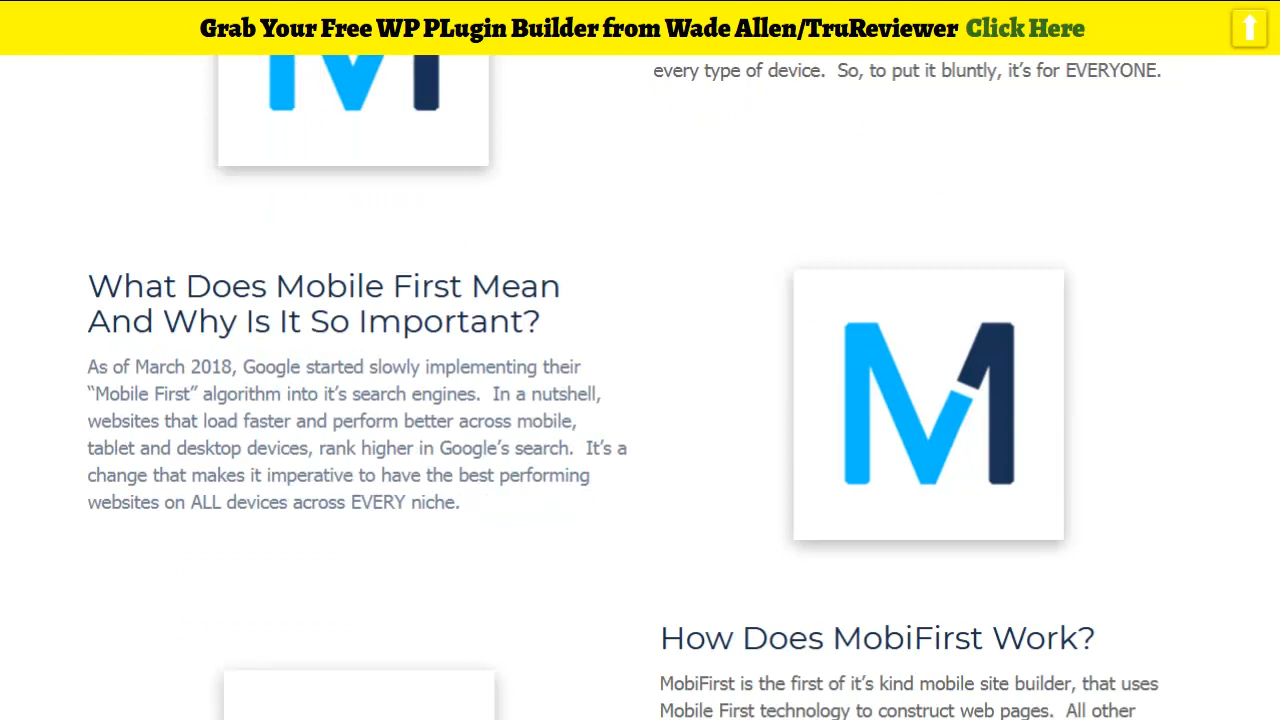 Grab Your Free WP PLugin Builder from Wade Allen/TruReviewer Click Here
every type of device.  So, to put it bluntly, it’s for EVERYONE.
What Does Mobile First Mean
And Why Is It So Important?
As of March 2018, Google started slowly implementing their
“Mobile First” algorithm into it’s search engines.  In a nutshell,
websites that load faster and perform better across mobile,
tablet and desktop devices, rank higher in Google’s search.  It’s a
change that makes it imperative to have the best performing
websites on ALL devices across EVERY niche.
How Does MobiFirst Work?
MobiFirst is the first of it’s kind mobile site builder, that uses
Mobile First technology to construct web pages.  All other